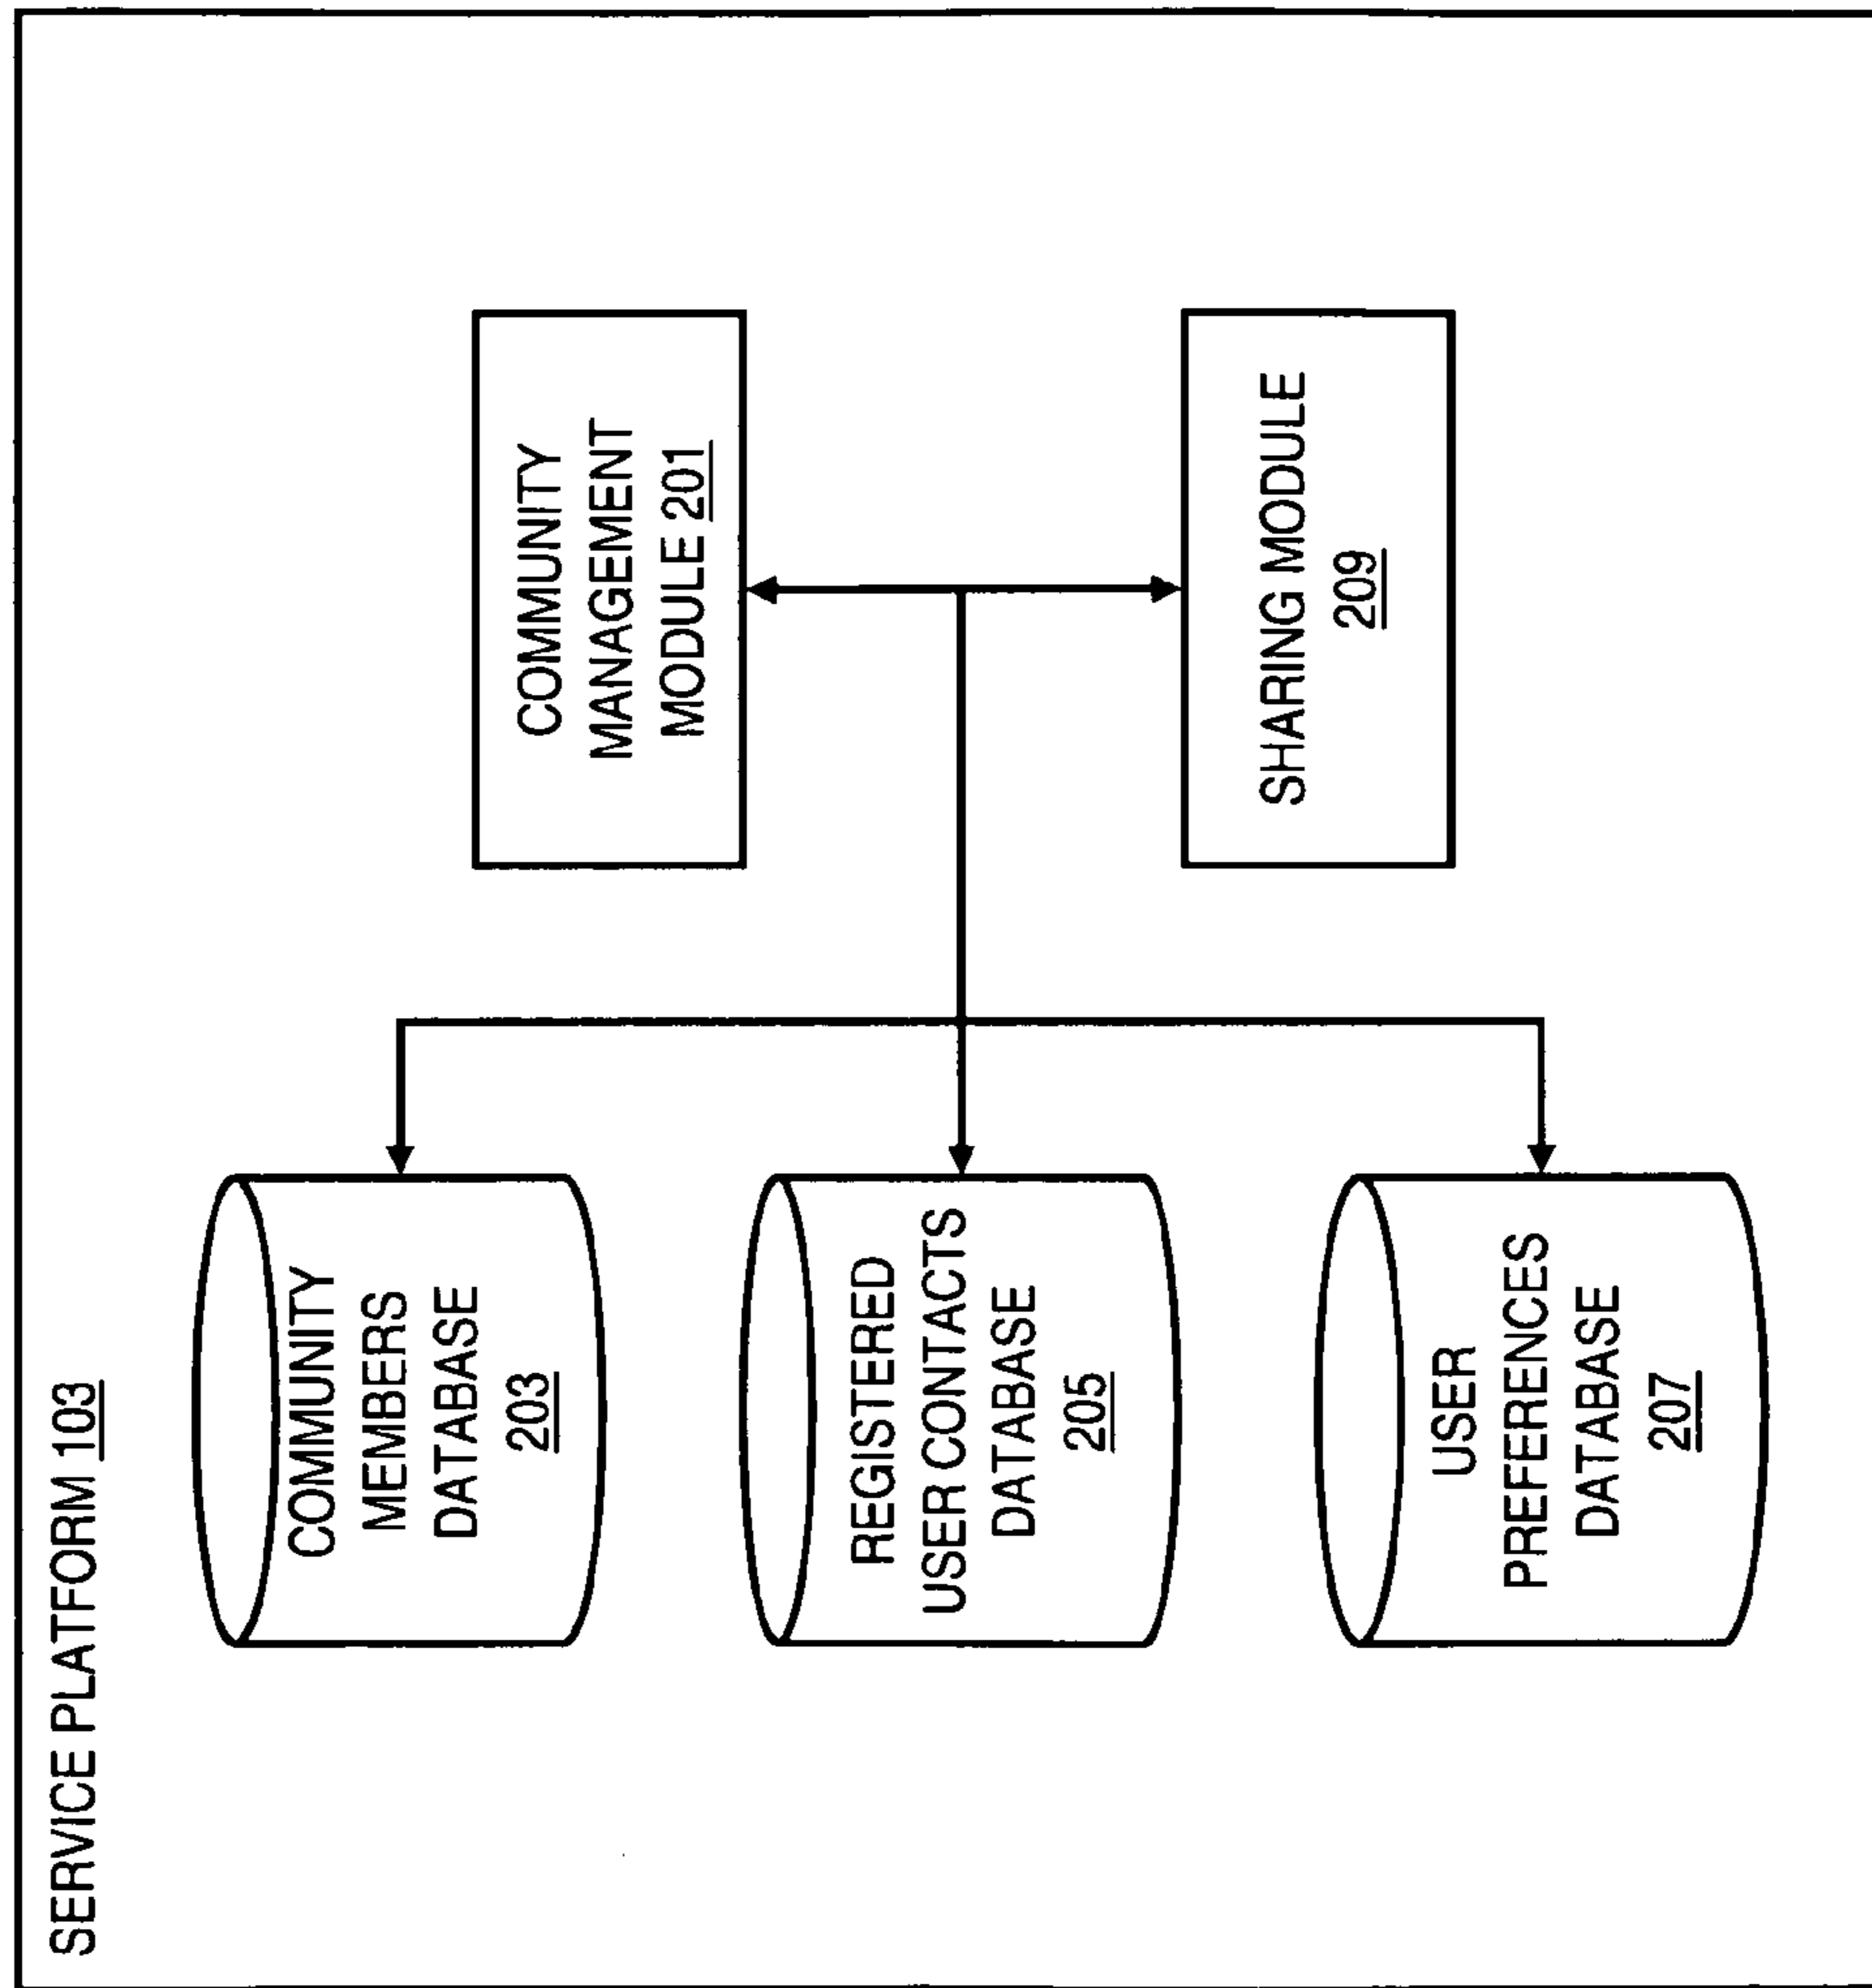 SERVICE PLATFORM 103
COMMUNITY
MEMBERS
DATABASE
203
REGISTERED
USER CONTACTS
DATABASE
205
USER
PREFERENCES
DATABASE
207
COMMUNITY
MANAGEMENT
MODULE 201
SHARING MODULE
209